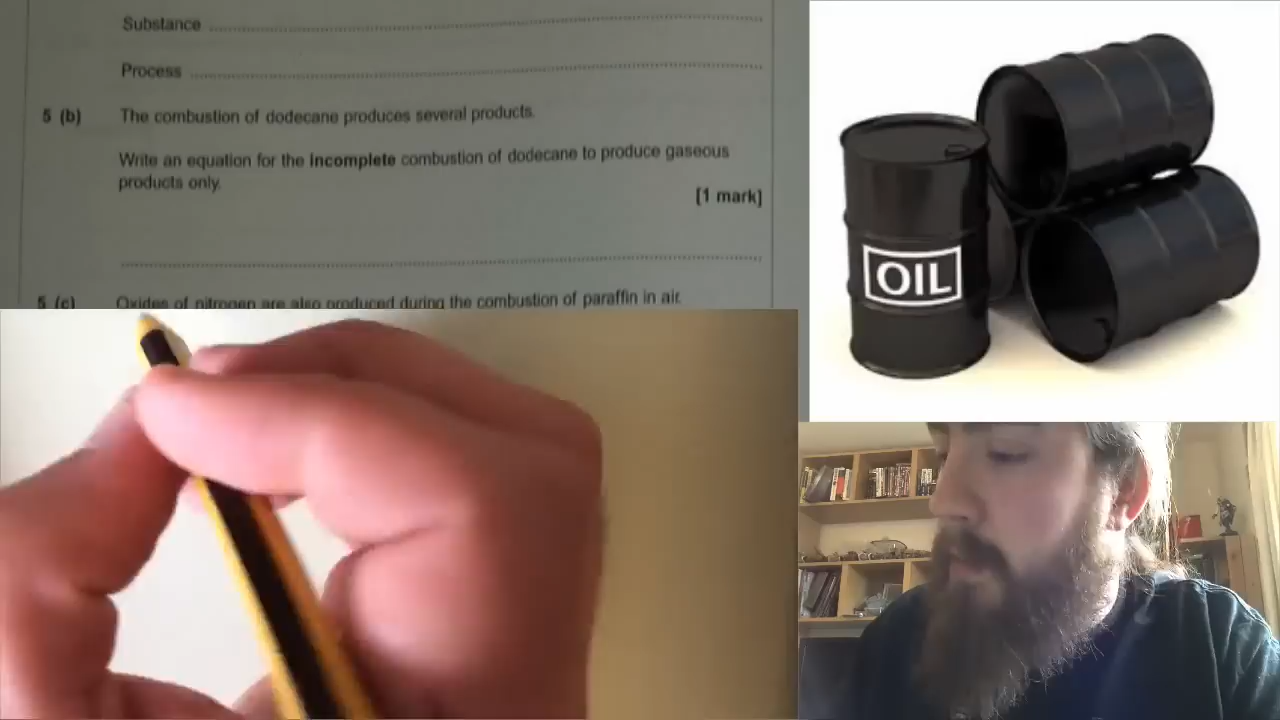 Substance
Process
5 (b) The combustion of dodecane produces several products.
Write an equation for the incomplete combustion of dodecane to produce gaseous
products only.
[1 mark]
5 (c) Oxides of nitrogen are also produced during the combustion of paraffin in air.
OIL